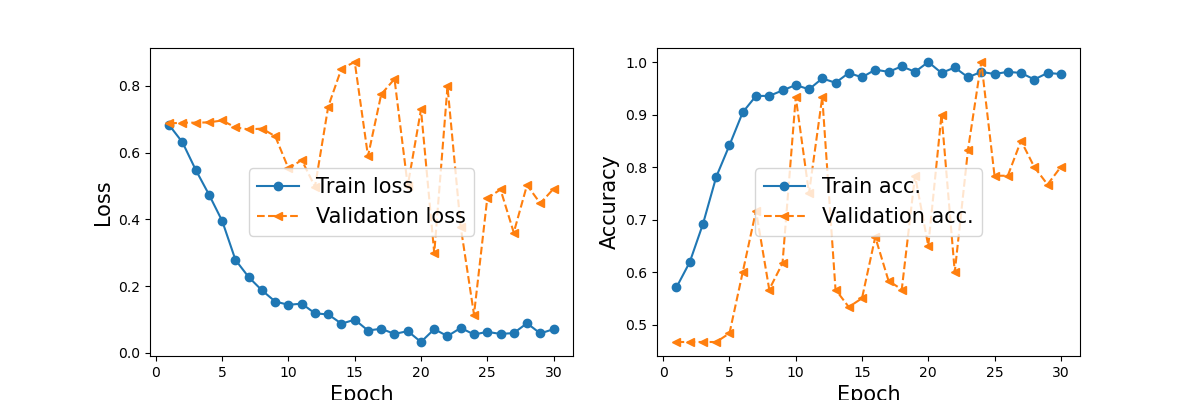 Loss
0.8
0.6
0.4
0.2
0.0
Train loss
Validation loss
0 5 10 15 20 25 30
Epoch
Accuracy
1.0
0.9
0.8
0.7
0.6
0.5
Train acc.
Validation acc.
0 5 10 15 20 25 30
Epoch